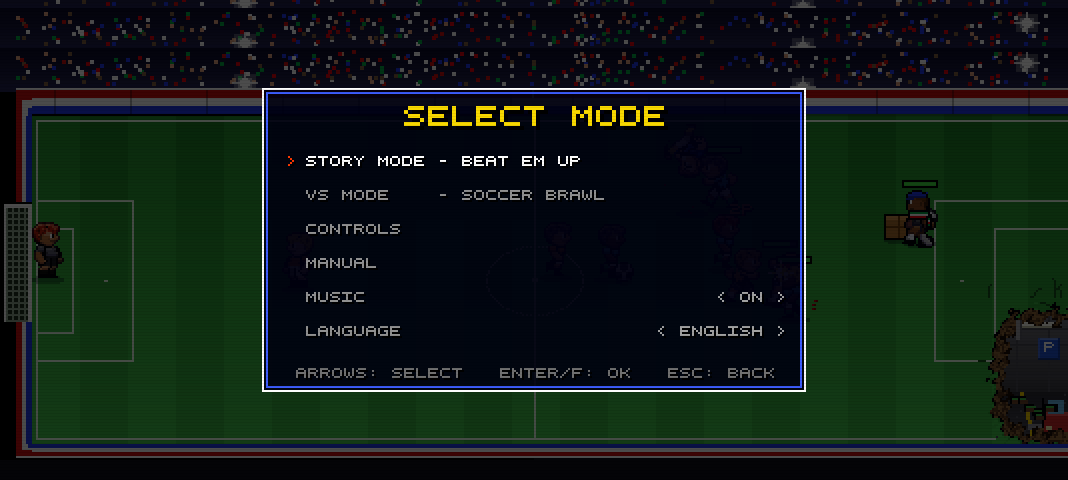 SELECT MODE
> STORY MODE - BEAT EM UP
VS MODE - SOCCER BRAWL
CONTROLS
MANUAL
MUSIC < ON >
LANGUAGE < ENGLISH >
ARROWS: SELECT ENTER/F: OK ESC: BACK
P